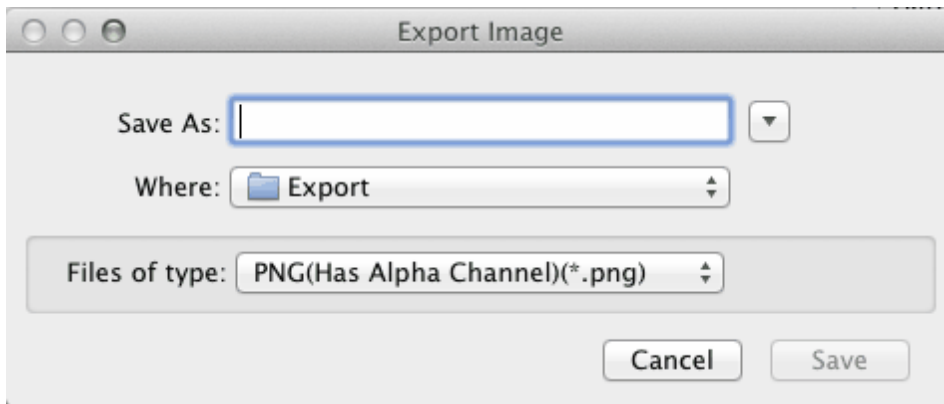 Export Image
Save As:
Where: Export
Files of type: PNG(Has Alpha Channel)(*.png)
Cancel Save